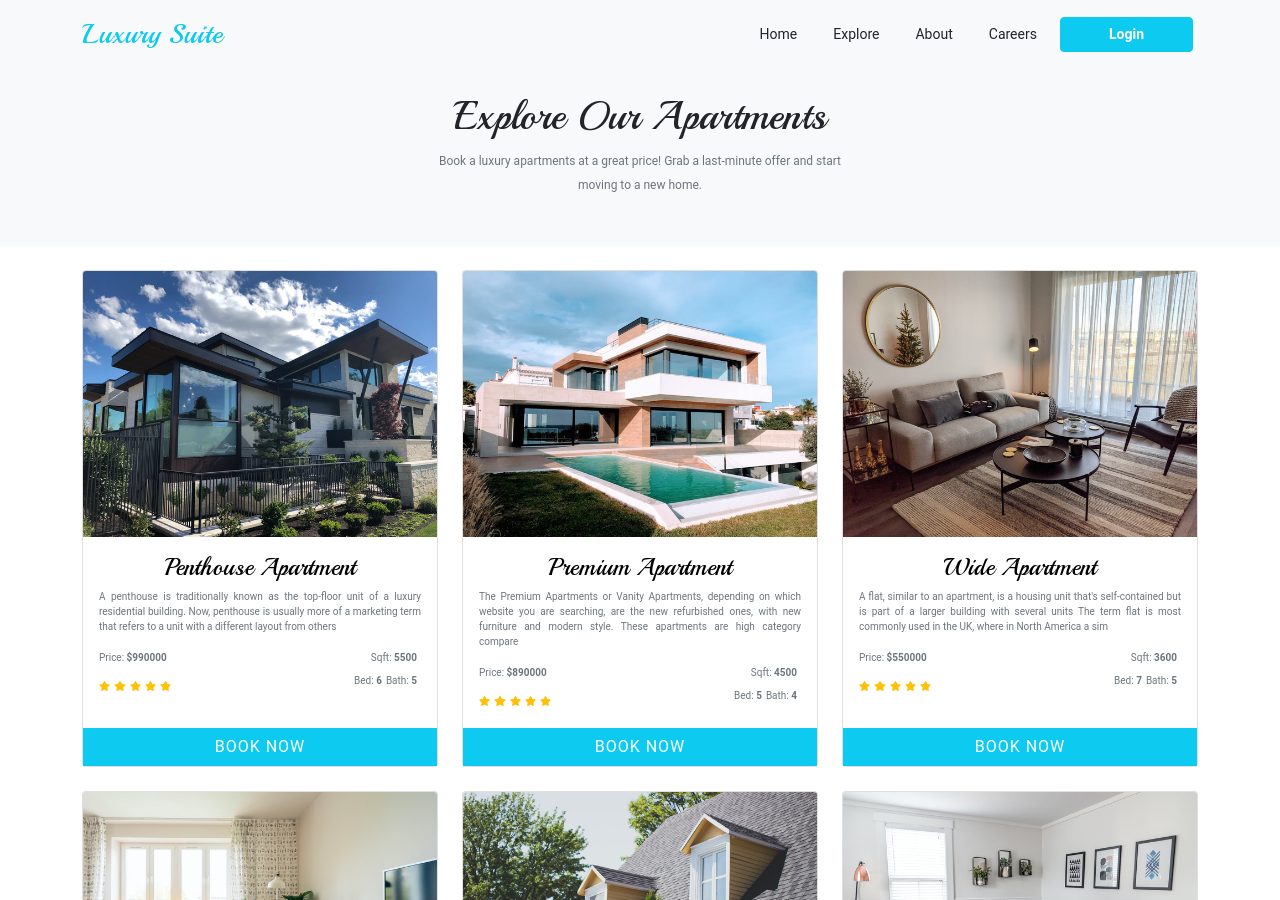 Luxury Suite
Home Explore About Careers Login
Explore Our Apartments
Book a luxury apartments at a great price! Grab a last-minute offer and start
moving to a new home.
Penthouse Apartment
A penthouse is traditionally known as the top-floor unit of a luxury
residential building. Now, penthouse is usually more of a marketing term
that refers to a unit with a different layout from others
Price: $990000 Sqft: 5500
Bed: 6 Bath: 5
BOOK NOW
Premium Apartment
The Premium Apartments or Vanity Apartments, depending on which
website you are searching, are the new refurbished ones, with new
furniture and modern style. These apartments are high category
compare
Price: $890000 Sqft: 4500
Bed: 5 Bath: 4
BOOK NOW
Wide Apartment
A flat, similar to an apartment, is a housing unit that's self-contained but
is part of a larger building with several units The term flat is most
commonly used in the UK, where in North America a sim
Price: $550000 Sqft: 3600
Bed: 7 Bath: 5
BOOK NOW